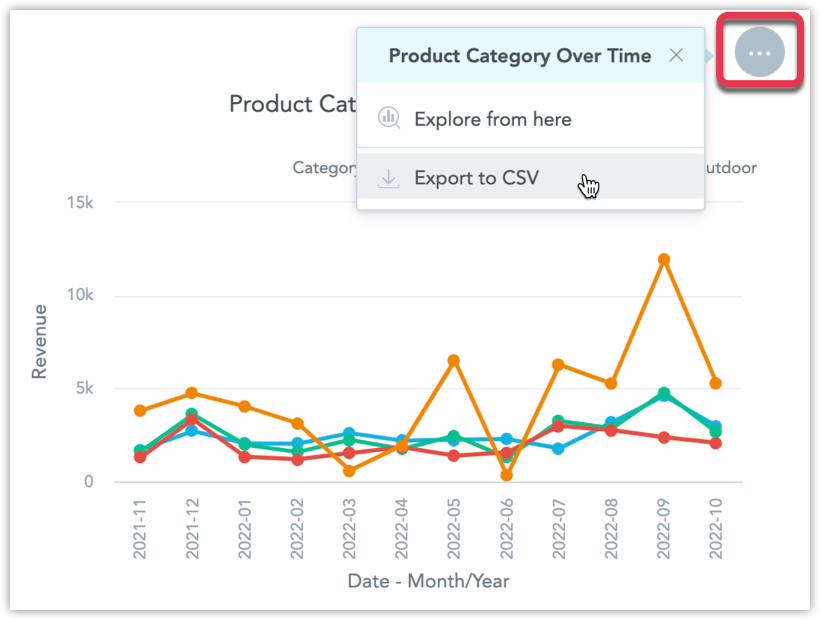 Product Category Over Time
Product Cat
Explore from here
Category
Export to CSV
utdoor
15k
10k
5k
0
Revenue
2021-11
2021-12
2022-01
2022-02
2022-03
2022-04
2022-05
2022-06
2022-07
2022-08
2022-09
2022-10
Date - Month/Year